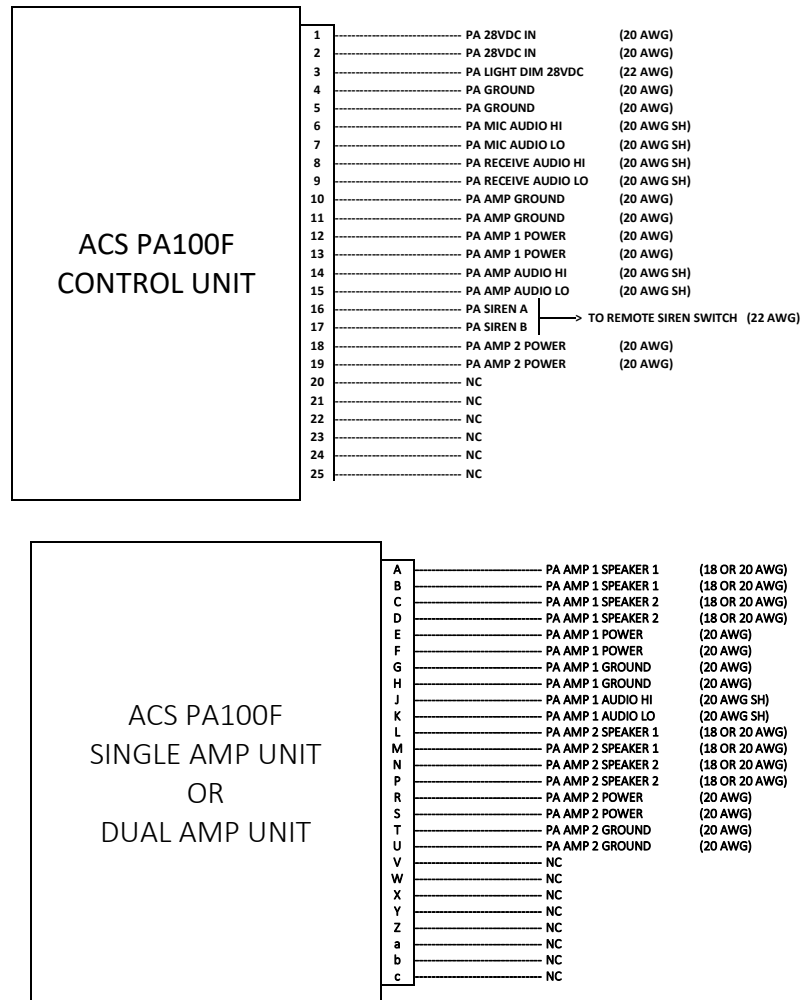 ACS PA100F
CONTROL UNIT
1 PA 28VDC IN (20 AWG)
2 PA 28VDC IN (20 AWG)
3 PA LIGHT DIM 28VDC (22 AWG)
4 PA GROUND (20 AWG)
5 PA GROUND (20 AWG)
6 PA MIC AUDIO HI (20 AWG SH)
7 PA MIC AUDIO LO (20 AWG SH)
8 PA RECEIVE AUDIO HI (20 AWG SH)
9 PA RECEIVE AUDIO LO (20 AWG SH)
10 PA AMP GROUND (20 AWG)
11 PA AMP GROUND (20 AWG)
12 PA AMP 1 POWER (20 AWG)
13 PA AMP 1 POWER (20 AWG)
14 PA AMP AUDIO HI (20 AWG SH)
15 PA AMP AUDIO LO (20 AWG SH)
16 PA SIREN A
17 PA SIREN B
TO REMOTE SIREN SWITCH (22 AWG)
18 PA AMP 2 POWER (20 AWG)
19 PA AMP 2 POWER (20 AWG)
20 NC
21 NC
22 NC
23 NC
24 NC
25 NC
ACS PA100F
SINGLE AMP UNIT
OR
DUAL AMP UNIT
A PA AMP 1 SPEAKER 1 (18 OR 20 AWG)
B PA AMP 1 SPEAKER 1 (18 OR 20 AWG)
C PA AMP 1 SPEAKER 2 (18 OR 20 AWG)
D PA AMP 1 SPEAKER 2 (18 OR 20 AWG)
E PA AMP 1 POWER (20 AWG)
F PA AMP 1 POWER (20 AWG)
G PA AMP 1 GROUND (20 AWG)
H PA AMP 1 GROUND (20 AWG)
J PA AMP 1 AUDIO HI (20 AWG SH)
K PA AMP 1 AUDIO LO (20 AWG SH)
L PA AMP 2 SPEAKER 1 (18 OR 20 AWG)
M PA AMP 2 SPEAKER 1 (18 OR 20 AWG)
N PA AMP 2 SPEAKER 2 (18 OR 20 AWG)
P PA AMP 2 SPEAKER 2 (18 OR 20 AWG)
R PA AMP 2 POWER (20 AWG)
S PA AMP 2 POWER (20 AWG)
T PA AMP 2 GROUND (20 AWG)
U PA AMP 2 GROUND (20 AWG)
V NC
W NC
X NC
Y NC
Z NC
a NC
b NC
c NC